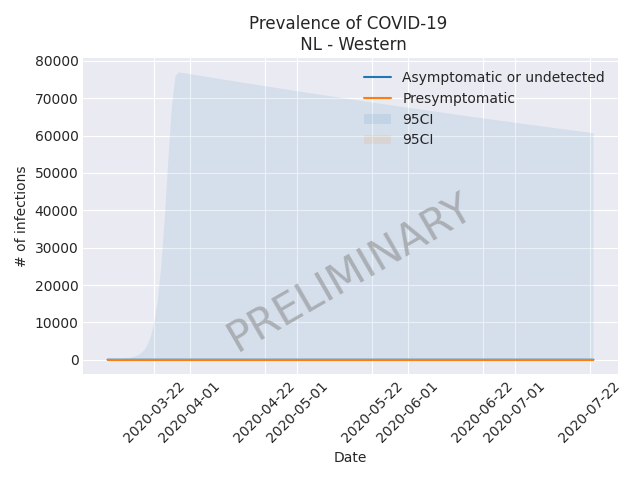 Prevalence of COVID-19
NL - Western
Asymptomatic or undetected
Presymptomatic
95CI
95CI
# of infections
80000
70000
60000
50000
40000
30000
20000
10000
0
PRELIMINARY
2020-03-22
2020-04-01
2020-04-22
2020-05-01
2020-05-22
2020-06-01
2020-06-22
2020-07-01
2020-07-22
Date